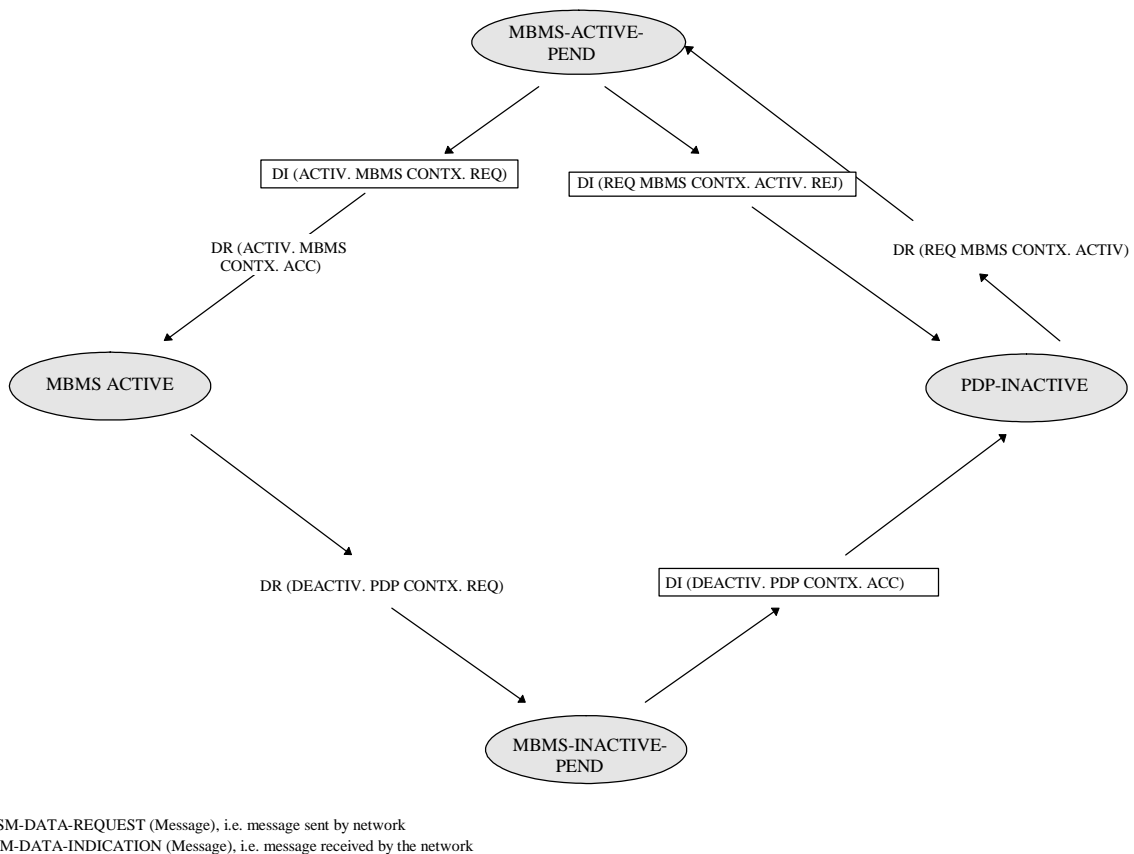 MBMS-ACTIVE-
PEND
DI (ACTIV. MBMS CONTX. REQ)
DI (REQ MBMS CONTX. ACTIV. REJ)
DR (ACTIV. MBMS
CONTX. ACC)
DR (REQ MBMS CONTX. ACTIV)
MBMS ACTIVE
PDP-INACTIVE
DR (DEACTIV. PDP CONTX. REQ)
DI (DEACTIV. PDP CONTX. ACC)
MBMS-INACTIVE-
PEND
SM-DATA-REQUEST (Message), i.e. message sent by network
M-DATA-INDICATION (Message), i.e. message received by the network